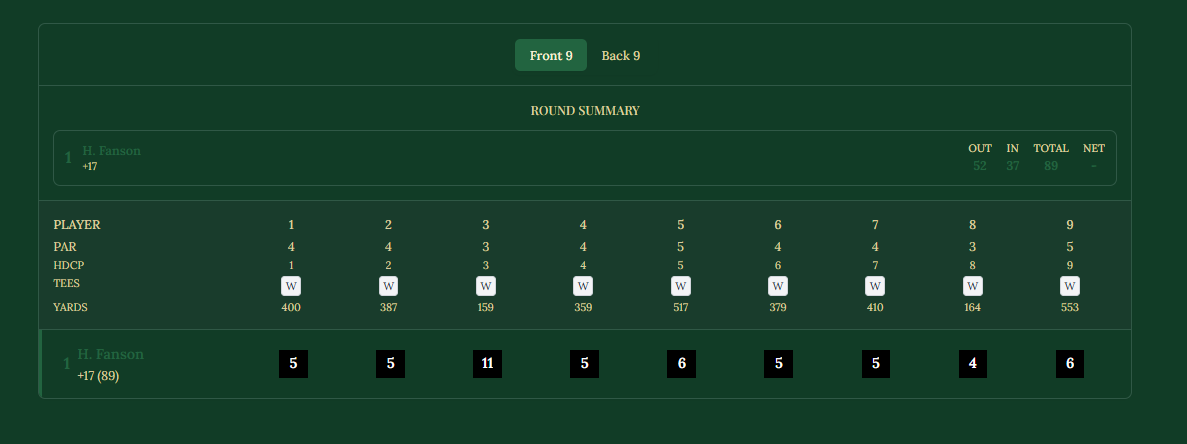 Front 9 Back 9
ROUND SUMMARY
1 H. Fanson
+17
OUT IN TOTAL NET
52 37 89 -
PLAYER 1 2 3 4 5 6 7 8 9
PAR 4 4 3 4 5 4 4 3 5
HDCP 1 2 3 4 5 6 7 8 9
TEES W W W W W W W W W
YARDS 400 387 159 359 517 379 410 164 553
1 H. Fanson
+17 (89)
5 5 11 5 6 5 5 4 6